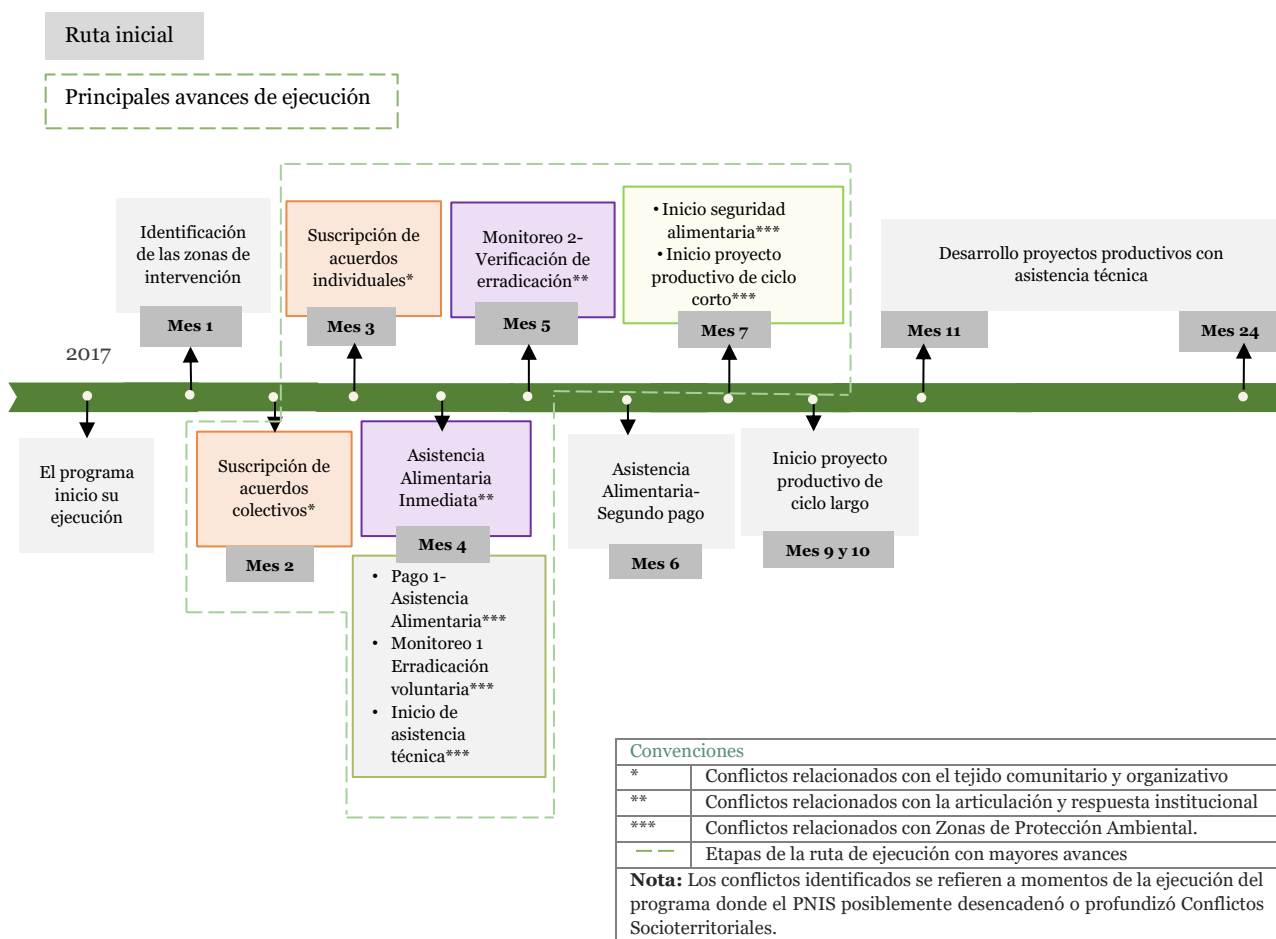 Ruta inicial
Principales avances de ejecución
Identificación
de las zonas de
intervención
Mes 1
Suscripción de
acuerdos
individuales*
Mes 3
Monitoreo 2-
Verificación de
erradicación**
Mes 5
• Inicio seguridad
alimentaria***
• Inicio proyecto
productivo de ciclo
corto***
Mes 7
Desarrollo proyectos productivos con
asistencia técnica
Mes 11
Mes 24
2017
El programa
inicio su
ejecución
Suscripción de
acuerdos
colectivos*
Mes 2
Asistencia
Alimentaria
Inmediata**
Mes 4
• Pago 1-
Asistencia
Alimentaria***
• Monitoreo 1
Erradicación
voluntaria***
• Inicio de
asistencia
técnica***
Asistencia
Alimentaria-
Segundo pago
Mes 6
Inicio proyecto
productivo de
ciclo largo
Mes 9 y 10
Convenciones
* Conflictos relacionados con el tejido comunitario y organizativo
** Conflictos relacionados con la articulación y respuesta institucional
*** Conflictos relacionados con Zonas de Protección Ambiental.
Etapas de la ruta de ejecución con mayores avances
Nota: Los conflictos identificados se refieren a momentos de la ejecución del
programa donde el PNIS posiblemente desencadenó o profundizó Conflictos
Socioterritoriales.